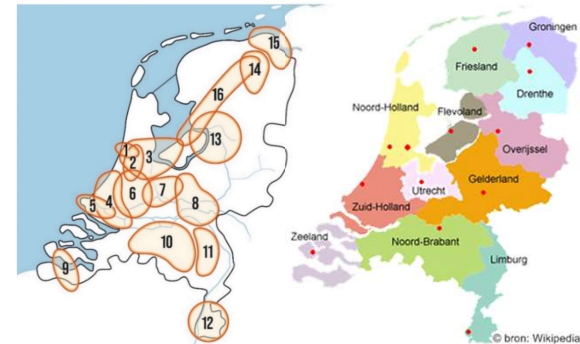 15
14
16
13
1
2
3
5
4
6
7
8
9
10
11
12
Groningen
Friesland
Drenthe
Noord-Holland
Flevoland
Overijssel
Gelderland
Utrecht
Zuid-Holland
Zeeland
Noord-Brabant
Limburg
© bron: Wikipedia